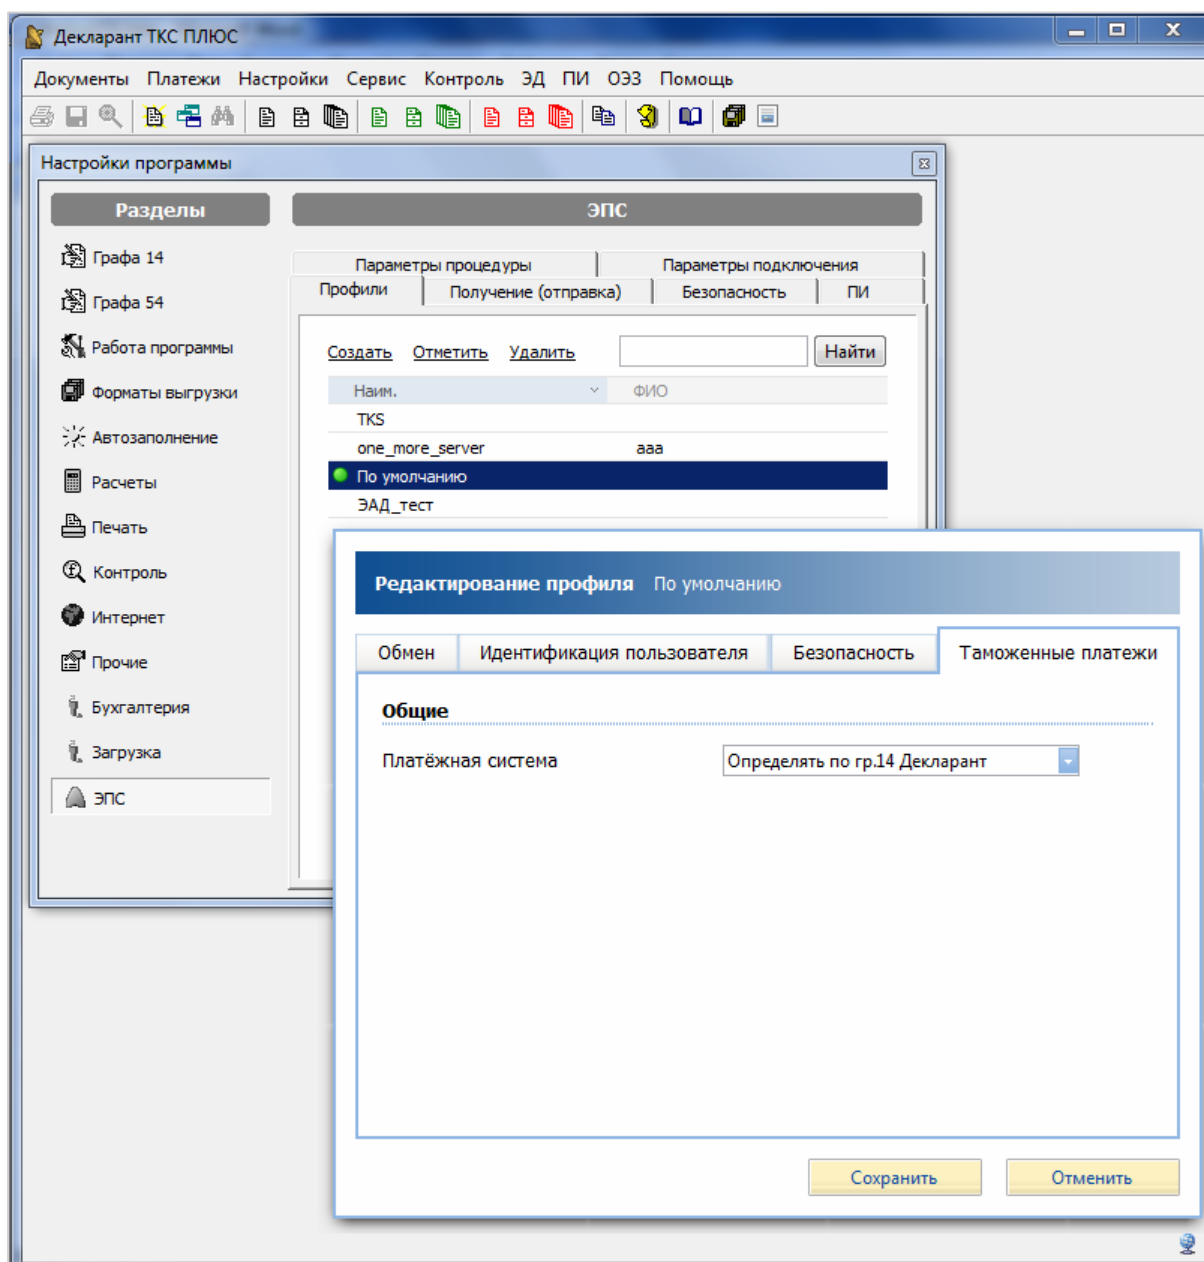 Декларант ТКС ПЛЮС
Документы Платежи Настройки Сервис Контроль ЭД ПИ ОЭЗ Помощь
Настройки программы
Разделы
ЭПС
Графа 14
Графа 54
Работа программы
Форматы выгрузки
Автозаполнение
Расчеты
Печать
Контроль
Интернет
Прочие
Бухгалтерия
Загрузка
ЭПС
Параметры процедуры Параметры подключения
Профили Получение (отправка) Безопасность ПИ
Создать Отметить Удалить Найти
Наим. ФИО
TKS
one_more_server aaa
По умолчанию
ЭАД_тест
Редактирование профиля По умолчанию
Обмен Идентификация пользователя Безопасность Таможенные платежи
Общие
Платёжная система Определять по гр.14 Декларант
Сохранить Отменить